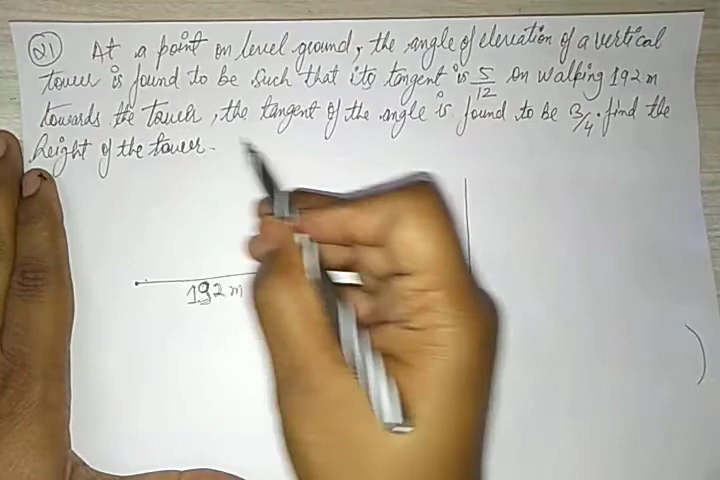 Q1) At a point on level ground, the angle of elevation of a vertical
tower is found to be such that its tangent is 5/12 on walking 192 m
towards the tower, the tangent of the angle is found to be 3/4. find the
height of the tower.
192 m